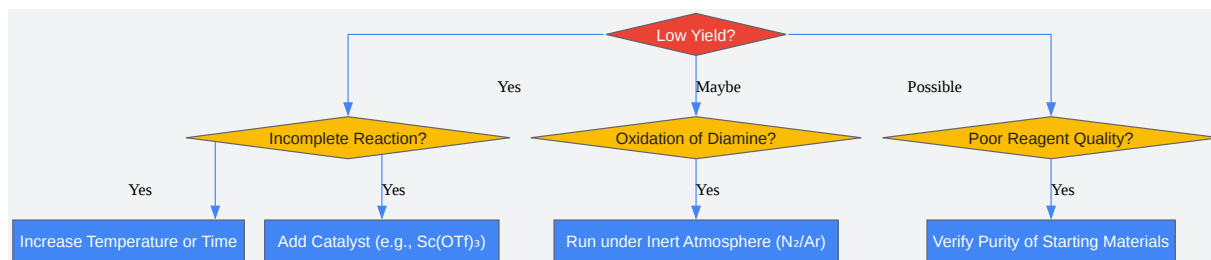 Low Yield?
Yes
Maybe
Possible
Incomplete Reaction?
Oxidation of Diamine?
Poor Reagent Quality?
Yes
Yes
Yes
Yes
Increase Temperature or Time
Add Catalyst (e.g., Sc(OTf)₃)
Run under Inert Atmosphere (N₂/Ar)
Verify Purity of Starting Materials